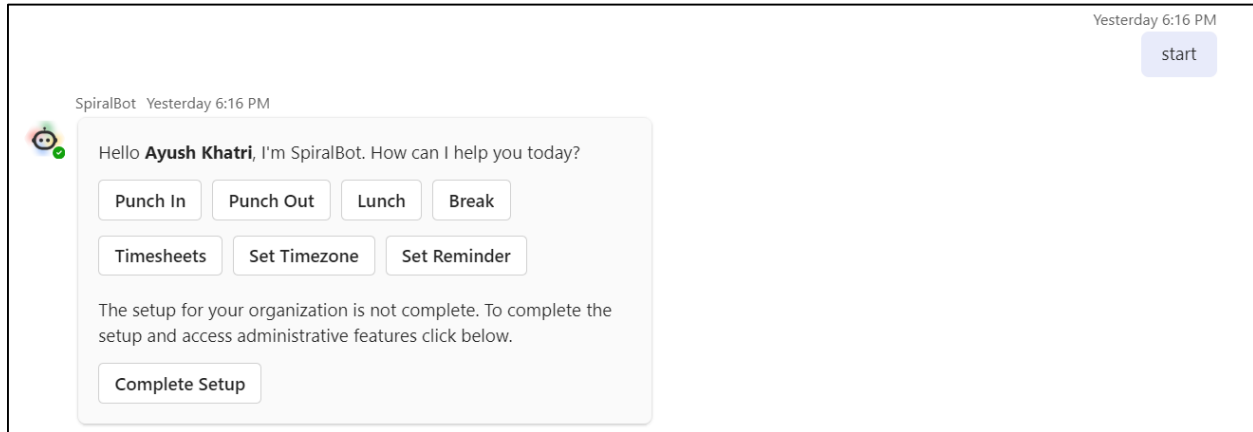 Yesterday 6:16 PM
start
SpiralBot Yesterday 6:16 PM
Hello Ayush Khatri, I'm SpiralBot. How can I help you today?
Punch In Punch Out Lunch Break
Timesheets Set Timezone Set Reminder
The setup for your organization is not complete. To complete the
setup and access administrative features click below.
Complete Setup